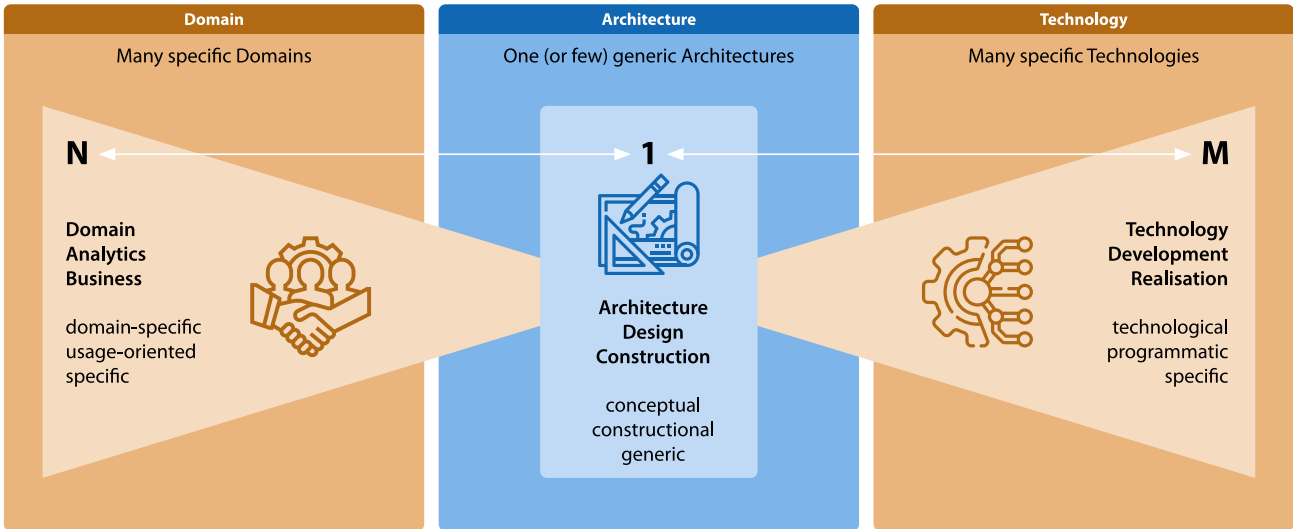 Domain
Many specific Domains
N
Domain
Analytics
Business
domain-specific
usage-oriented
specific
Architecture
One (or few) generic Architectures
1
Architecture
Design
Construction
conceptual
constructional
generic
Technology
Many specific Technologies
M
Technology
Development
Realisation
technological
programmatic
specific